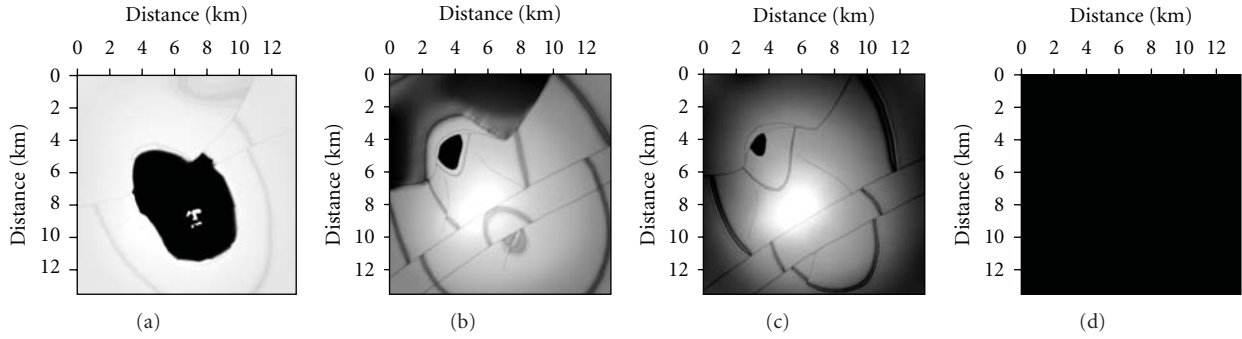 Distance (km) Distance (km) Distance (km) Distance (km)
0 2 4 6 8 10 12 0 2 4 6 8 10 12 0 2 4 6 8 10 12 0 2 4 6 8 10 12
0 0 0 0
2 2 2 2
4 4 4 4
6 6 6 6
8 8 8 8
10 10 10 10
12 12 12 12
Distance (km) Distance (km) Distance (km) Distance (km)
(a) (b) (c) (d)